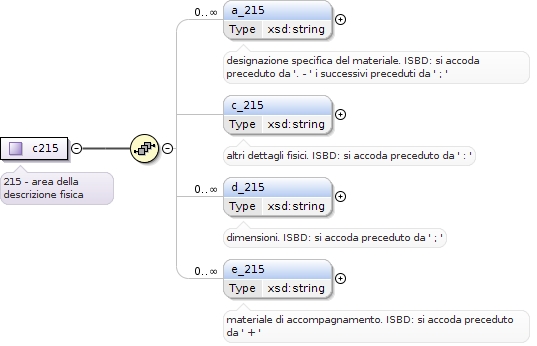 0..∞
a_215
Type xsd:string
designazione specifica del materiale. ISBD: si accoda
preceduto da '. - ' i successivi preceduti da ' ; '
c_215
Type xsd:string
altri dettagli fisici. ISBD: si accoda preceduto da ' : '
c215
215 - area della
descrizione fisica
0..∞
d_215
Type xsd:string
dimensioni. ISBD: si accoda preceduto da ' ; '
0..∞
e_215
Type xsd:string
materiale di accompagnamento. ISBD: si accoda preceduto
da ' + '